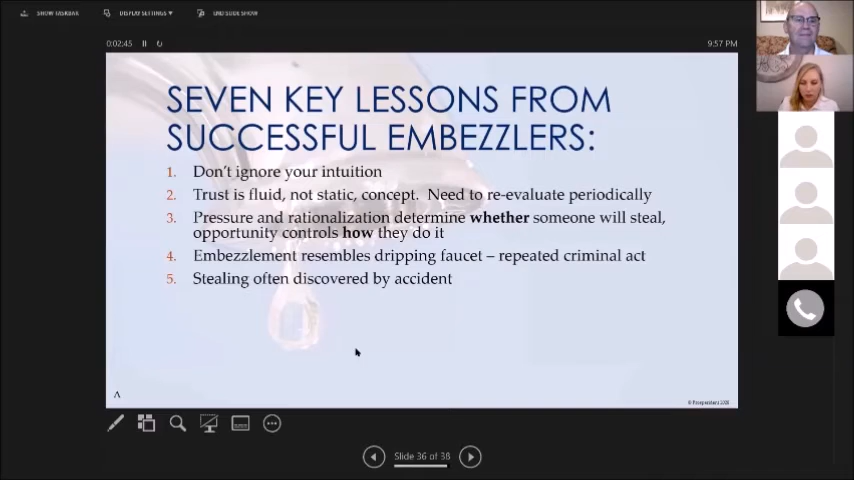 SHOW TASKBAR
DISPLAY SETTINGS ▾
END SLIDE SHOW
0:02:45
9:57 PM
SEVEN KEY LESSONS FROM
SUCCESSFUL EMBEZZLERS:
1. Don't ignore your intuition
2. Trust is fluid, not static, concept. Need to re-evaluate periodically
3. Pressure and rationalization determine whether someone will steal,
opportunity controls how they do it
4. Embezzlement resembles dripping faucet – repeated criminal act
5. Stealing often discovered by accident
Slide 36 of 38